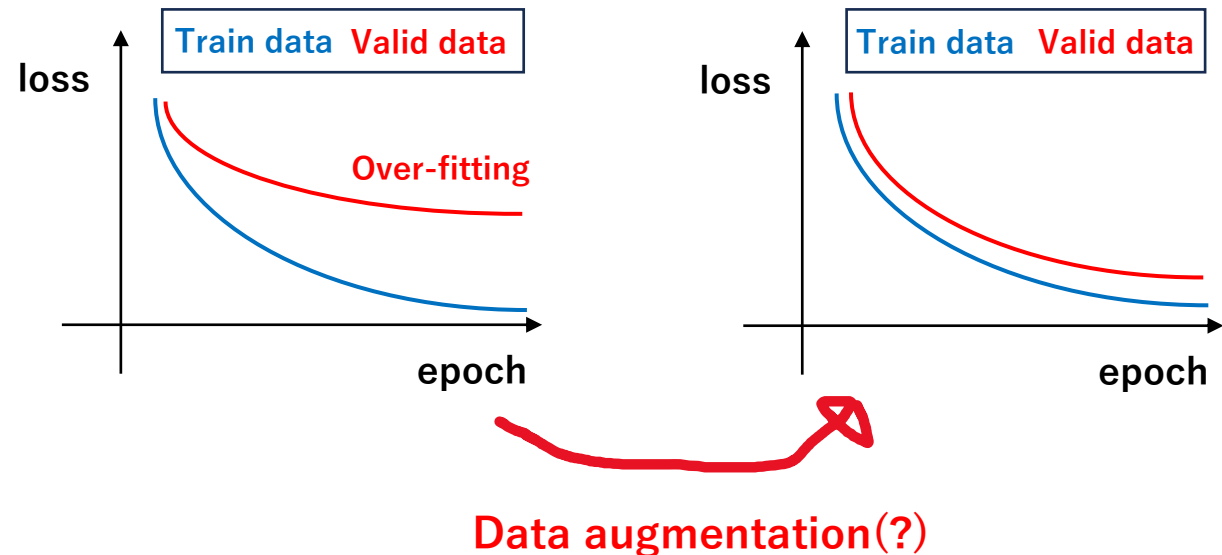 Train data Valid data
loss
Over-fitting
epoch
Train data Valid data
loss
epoch
Data augmentation(?)